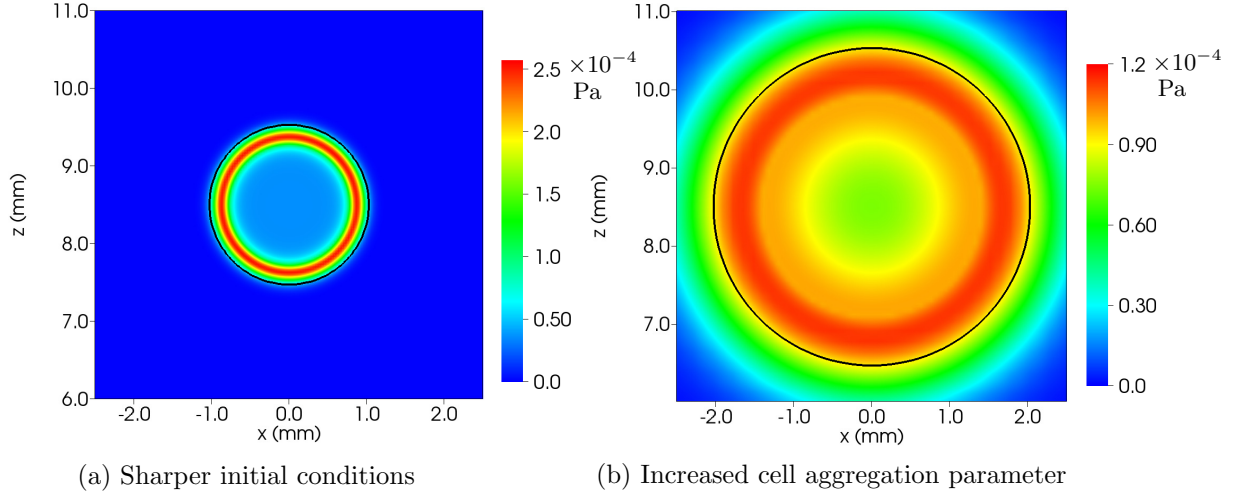 11.0
10.0
9.0
8.0
7.0
6.0
z (mm)
-2.0 -1.0 0.0 1.0 2.0
x (mm)
2.5 ×10⁻⁴
Pa
2.0
1.5
1.0
0.50
0.0
(a) Sharper initial conditions
11.0
10.0
9.0
8.0
7.0
z (mm)
-2.0 -1.0 0.0 1.0 2.0
x (mm)
1.2 ×10⁻⁴
Pa
0.90
0.60
0.30
0.0
(b) Increased cell aggregation parameter